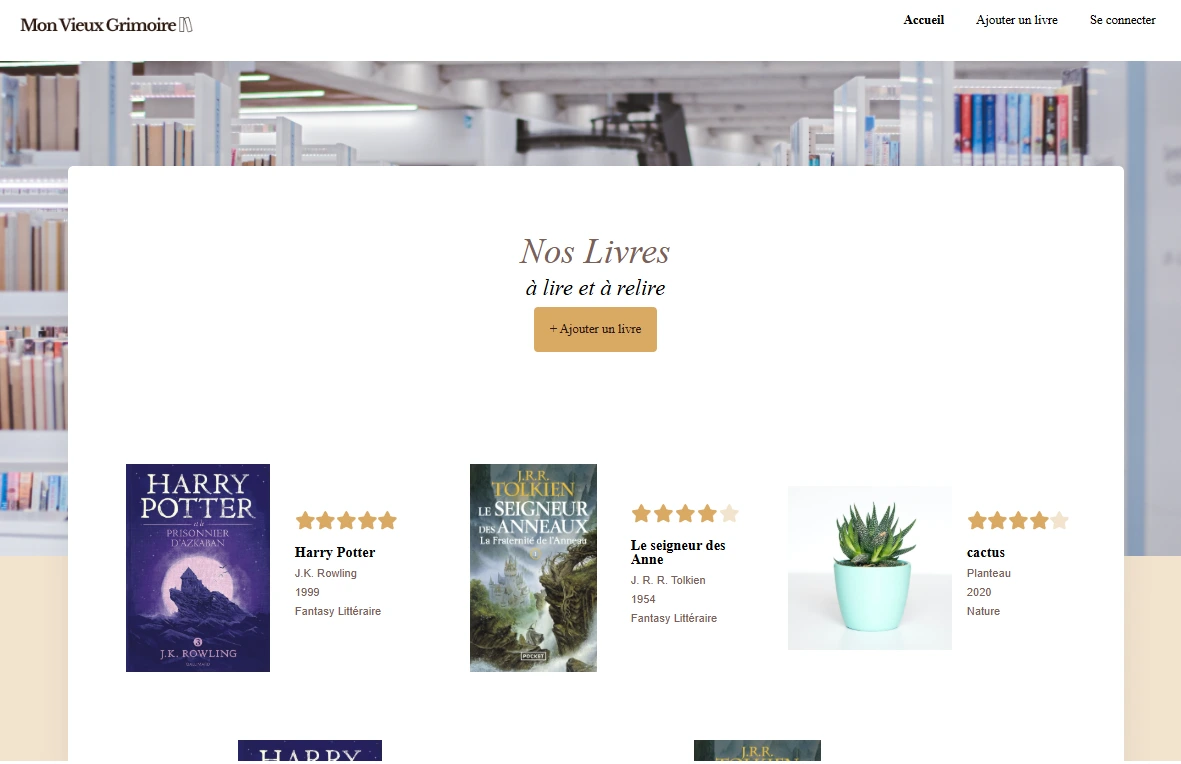 Mon Vieux Grimoire
Accueil Ajouter un livre Se connecter
Nos Livres
à lire et à relire
+ Ajouter un livre
HARRY
POTTER
et le
PRISONNIER
D'AZKABAN
3
J.K. ROWLING
Harry Potter
J.K. Rowling
1999
Fantasy Littéraire
J.R.R.
TOLKIEN
LE SEIGNEUR
DES ANNEAUX
La Fraternité de l'Anneau
1
POCKET
Le seigneur des
Anne
J. R. R. Tolkien
1954
Fantasy Littéraire
cactus
Planteau
2020
Nature
HARRY
J.R.R.
TOLKIEN